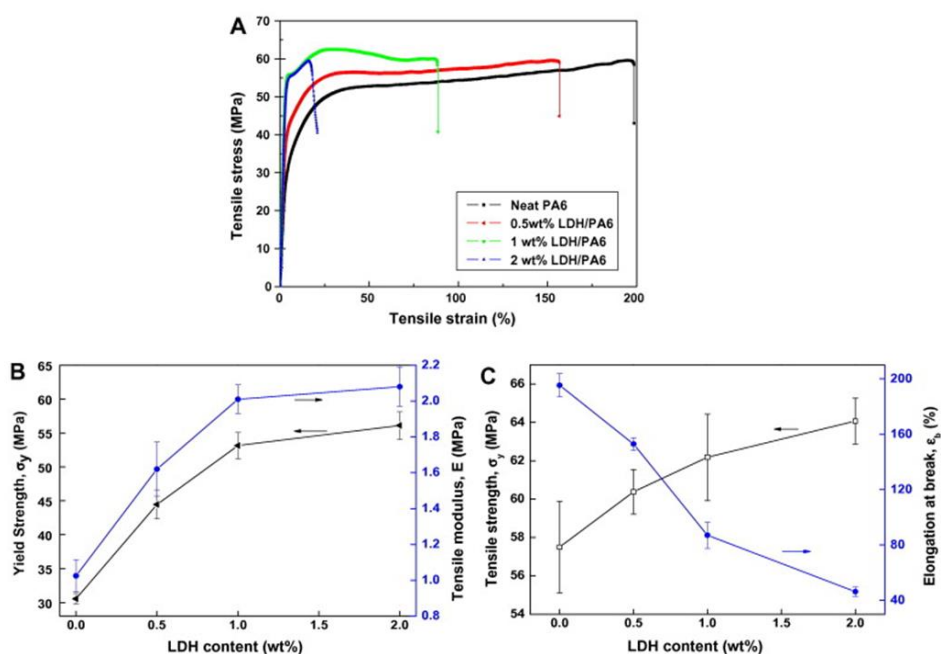 A
70
60
50
40
30
20
10
0
Tensile stress (MPa)
Neat PA6
0.5wt% LDH/PA6
1 wt% LDH/PA6
2 wt% LDH/PA6
0 50 100 150 200
Tensile strain (%)
B
65
60
55
50
45
40
35
30
Yield Strength, σy (MPa)
2.2
2.0
1.8
1.6
1.4
1.2
1.0
0.8
Tensile modulus, E (MPa)
0.0 0.5 1.0 1.5 2.0
LDH content (wt%)
C
66
64
62
60
58
56
54
Tensile strength, σy (MPa)
200
160
120
80
40
Elongation at break, εb (%)
0.0 0.5 1.0 1.5 2.0
LDH content (wt%)